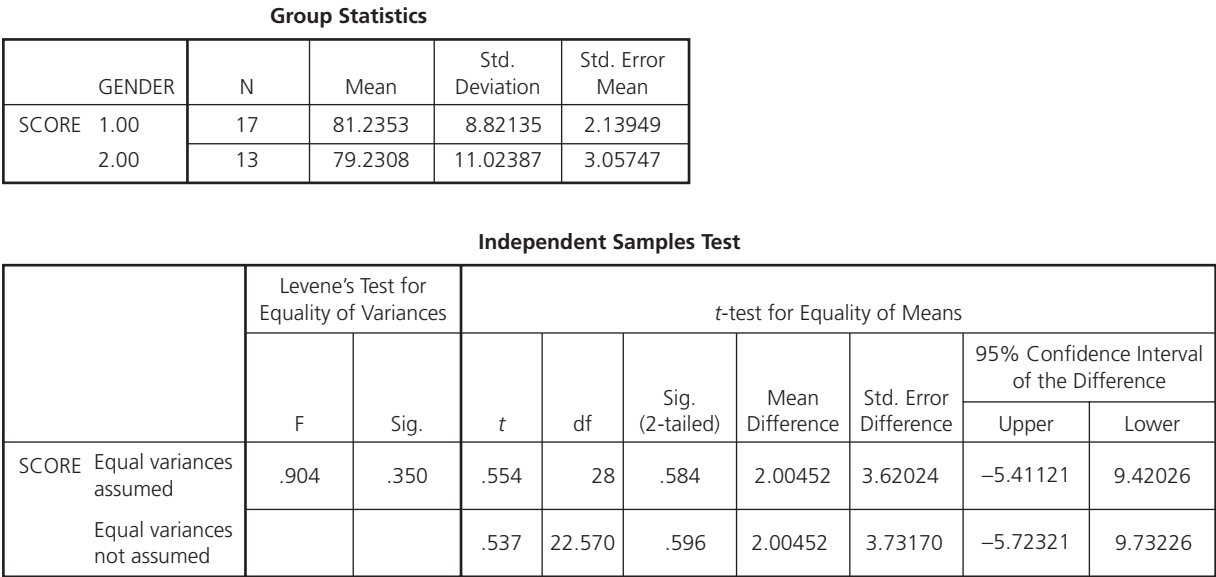 Group Statistics
GENDER N Mean Std. Deviation Std. Error Mean
SCORE 1.00 17 81.2353 8.82135 2.13949
2.00 13 79.2308 11.02387 3.05747
Independent Samples Test
Levene's Test for Equality of Variances t-test for Equality of Means
F Sig. t df Sig. (2-tailed) Mean Difference Std. Error Difference 95% Confidence Interval of the Difference
Upper Lower
SCORE Equal variances assumed .904 .350 .554 28 .584 2.00452 3.62024 –5.41121 9.42026
Equal variances not assumed .537 22.570 .596 2.00452 3.73170 –5.72321 9.73226